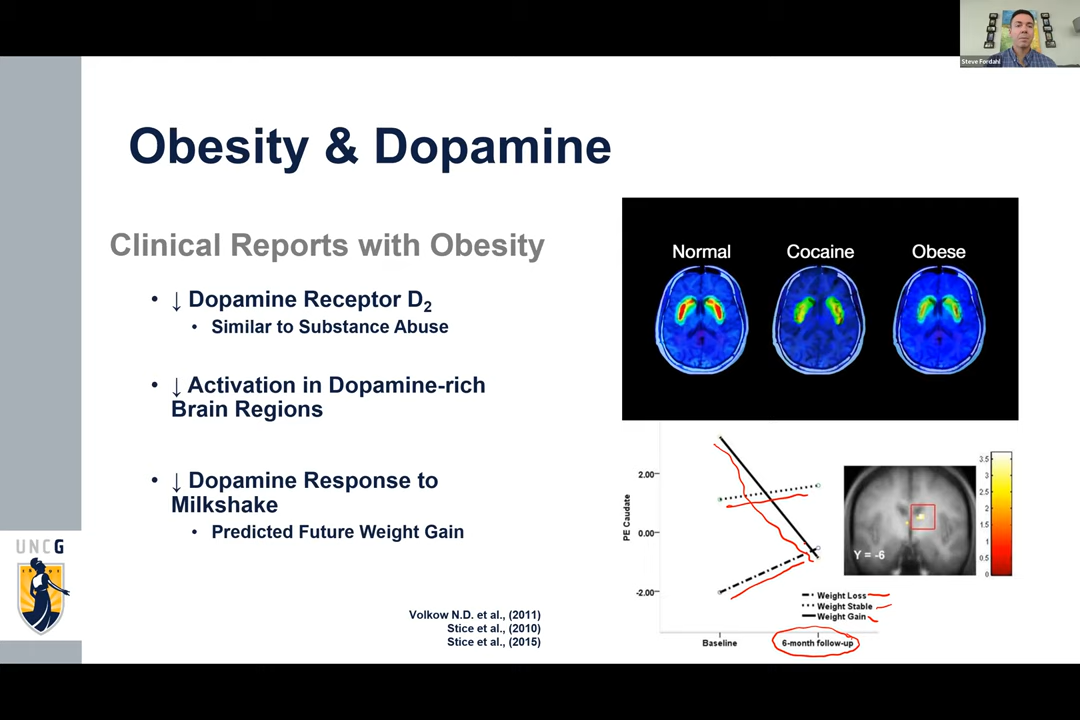 Steve Fordahl
Obesity & Dopamine
Clinical Reports with Obesity
• ↓ Dopamine Receptor D₂
• Similar to Substance Abuse
• ↓ Activation in Dopamine-rich
Brain Regions
• ↓ Dopamine Response to
Milkshake
• Predicted Future Weight Gain
Volkow N.D. et al., (2011)
Stice et al., (2010)
Stice et al., (2015)
Normal Cocaine Obese
PE Caudate
2.00
0.00
-2.00
Baseline 6-month follow-up
Weight Loss
Weight Stable
Weight Gain
Y = -6
3.5
3
2.5
2
1.5
1
0.5
0
UNCG